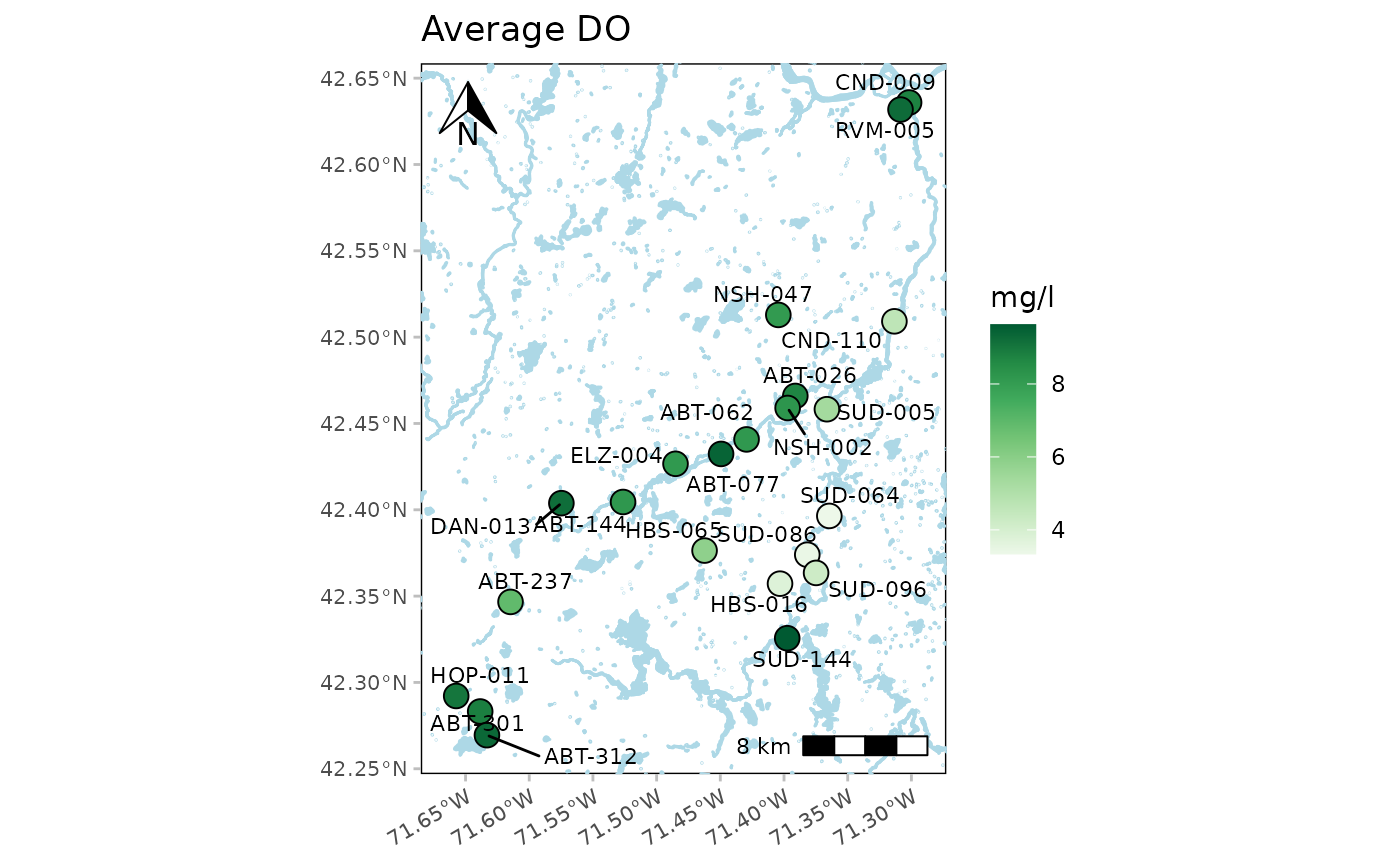 Average DO
42.65°N
42.60°N
42.55°N
42.50°N
42.45°N
42.40°N
42.35°N
42.30°N
42.25°N
N
CND-009
RVM-005
NSH-047
CND-110
ABT-026
ABT-062
SUD-005
NSH-002
ELZ-004
ABT-077
SUD-064
DAN-013
ABT-144
HBS-065
SUD-086
ABT-237
SUD-096
HBS-016
SUD-144
HOP-011
ABT-301
ABT-312
8 km
71.65°W
71.60°W
71.55°W
71.50°W
71.45°W
71.40°W
71.35°W
71.30°W
mg/l
8
6
4